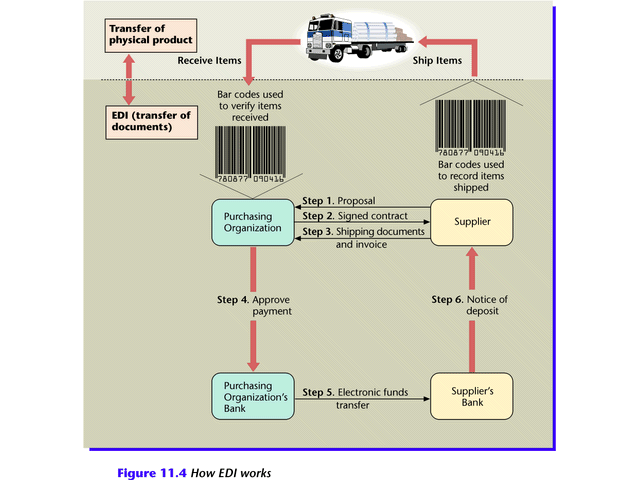 Transfer of
physical product
Receive Items
Ship Items
EDI (transfer of
documents)
Bar codes used
to verify items
received
780877 090416
780877 090416
Bar codes used
to record items
shipped
Purchasing
Organization
Step 1. Proposal
Step 2. Signed contract
Step 3. Shipping documents
and invoice
Supplier
Step 4. Approve
payment
Step 6. Notice of
deposit
Purchasing
Organization's
Bank
Step 5. Electronic funds
transfer
Supplier's
Bank
Figure 11.4 How EDI works